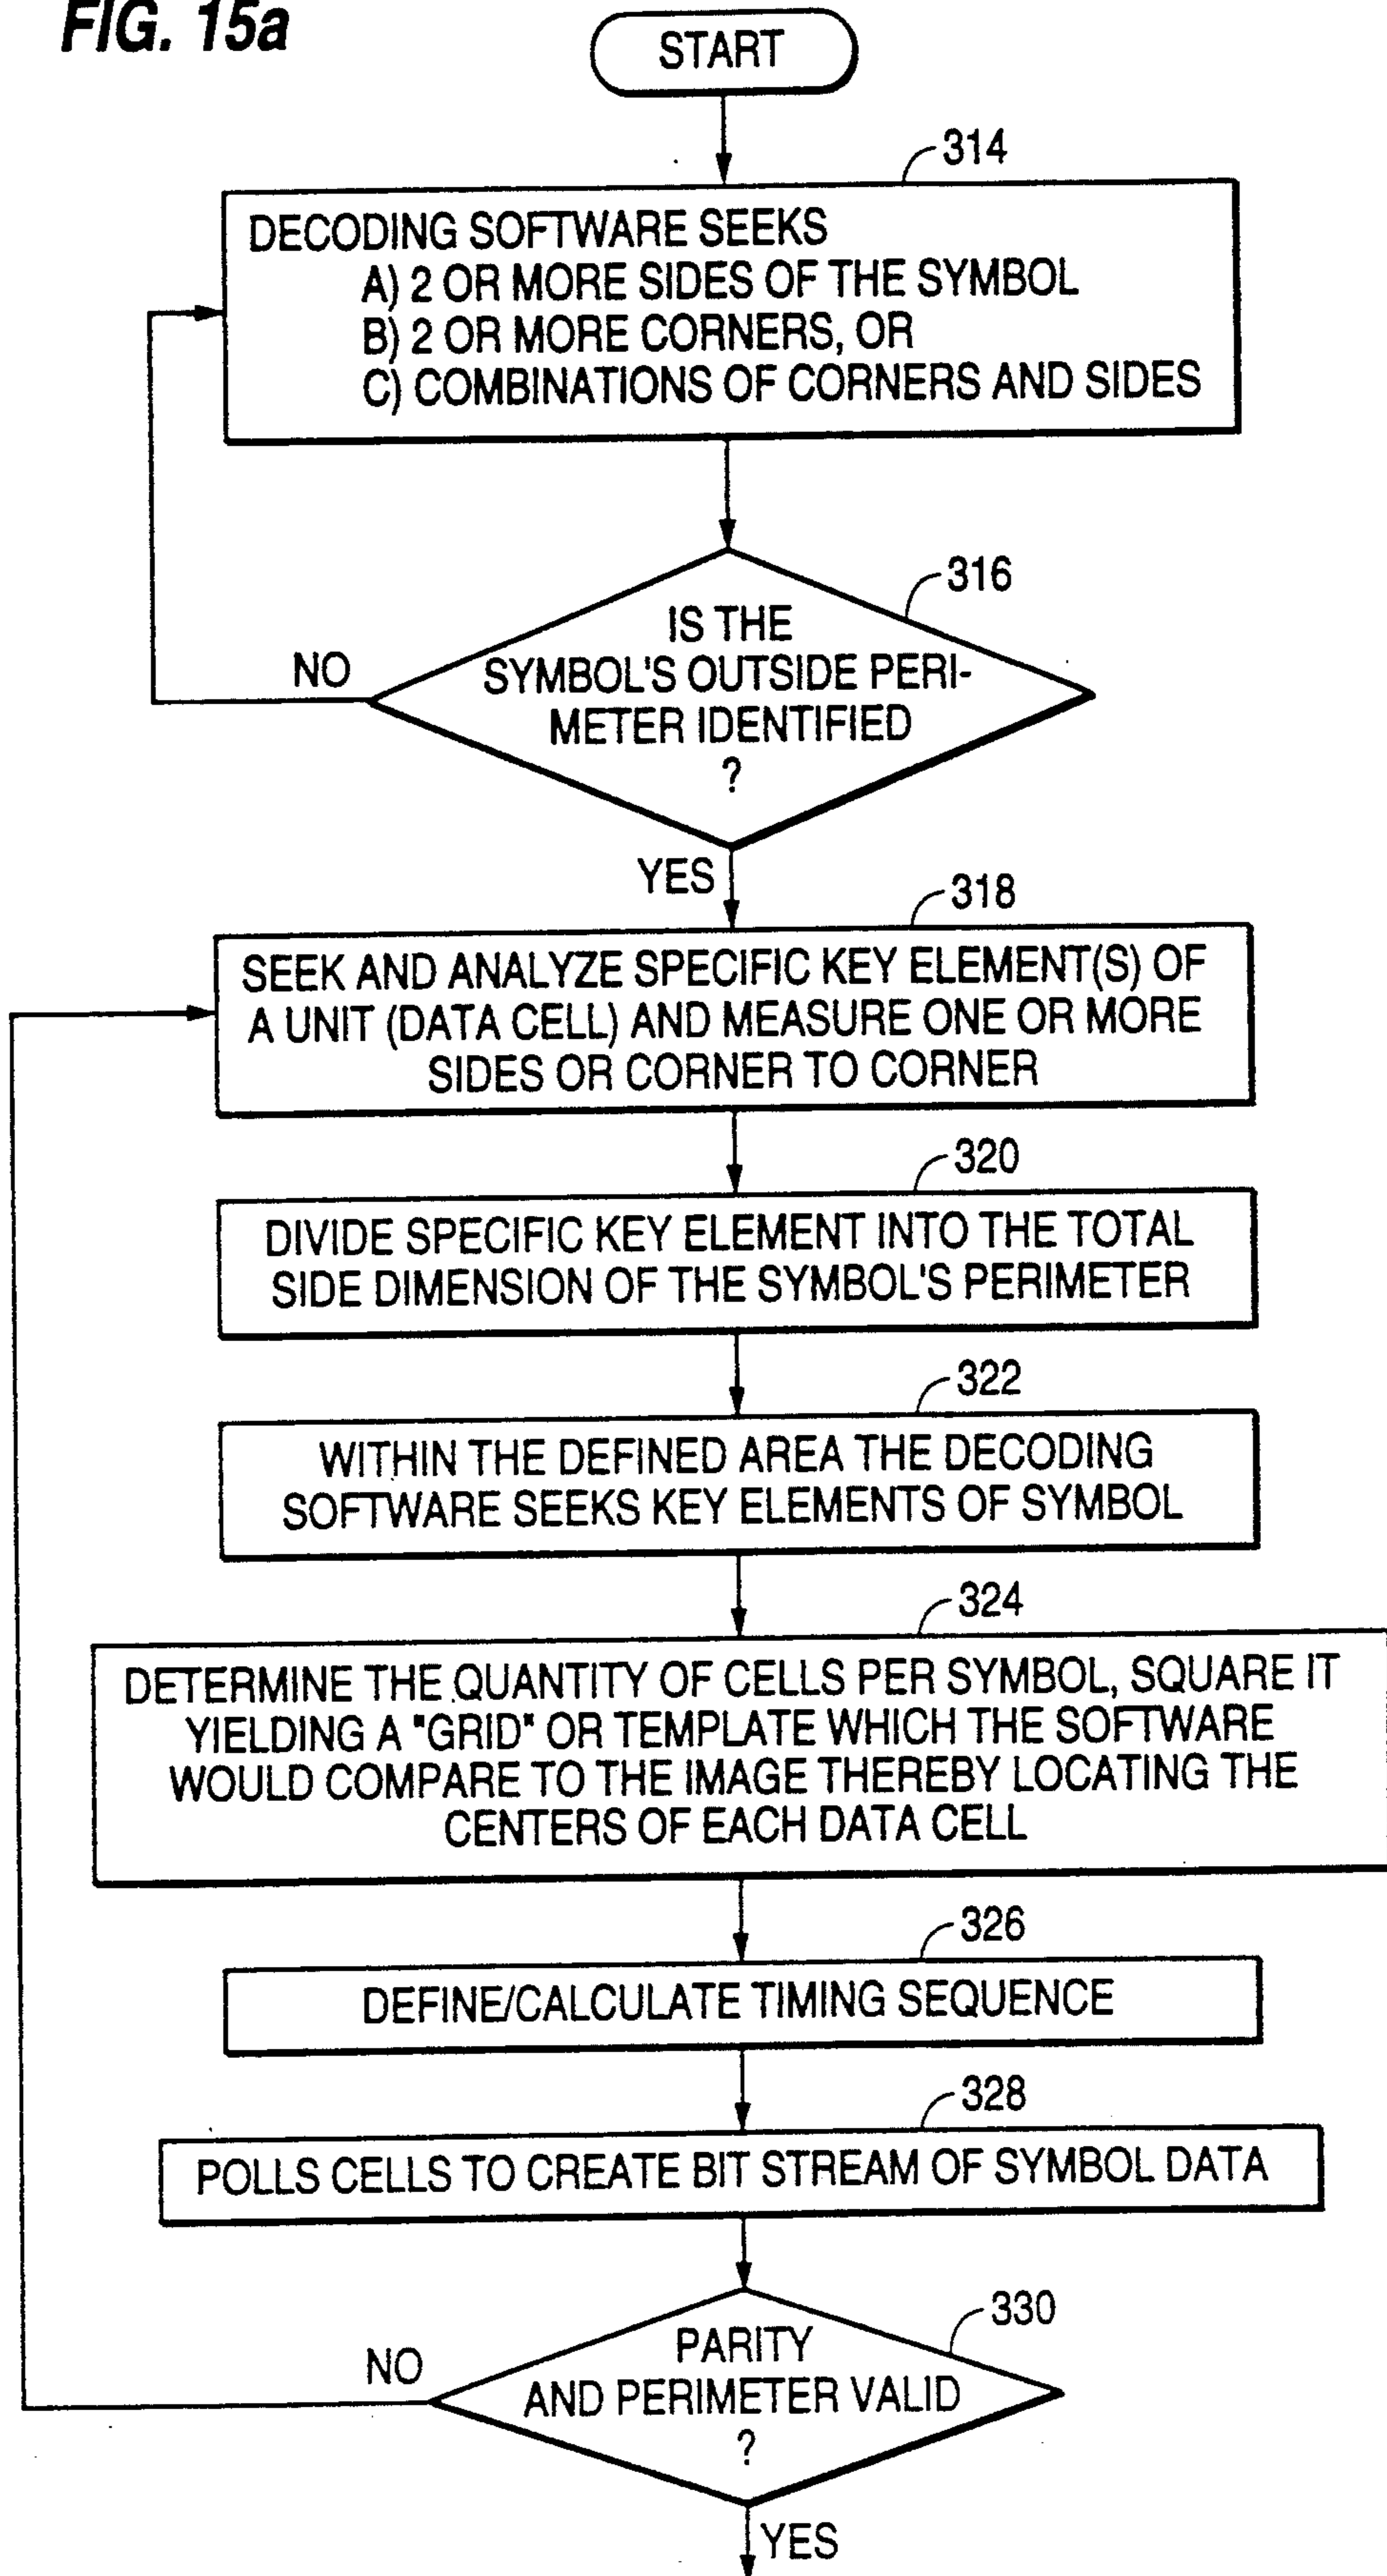 FIG. 15a
START
314
DECODING SOFTWARE SEEKS
A) 2 OR MORE SIDES OF THE SYMBOL
B) 2 OR MORE CORNERS, OR
C) COMBINATIONS OF CORNERS AND SIDES
316
IS THE
SYMBOL'S OUTSIDE PERI-
METER IDENTIFIED
?
NO
YES
318
SEEK AND ANALYZE SPECIFIC KEY ELEMENT(S) OF
A UNIT (DATA CELL) AND MEASURE ONE OR MORE
SIDES OR CORNER TO CORNER
320
DIVIDE SPECIFIC KEY ELEMENT INTO THE TOTAL
SIDE DIMENSION OF THE SYMBOL'S PERIMETER
322
WITHIN THE DEFINED AREA THE DECODING
SOFTWARE SEEKS KEY ELEMENTS OF SYMBOL
324
DETERMINE THE QUANTITY OF CELLS PER SYMBOL, SQUARE IT
YIELDING A "GRID" OR TEMPLATE WHICH THE SOFTWARE
WOULD COMPARE TO THE IMAGE THEREBY LOCATING THE
CENTERS OF EACH DATA CELL
326
DEFINE/CALCULATE TIMING SEQUENCE
328
POLLS CELLS TO CREATE BIT STREAM OF SYMBOL DATA
330
PARITY
AND PERIMETER VALID
?
NO
YES